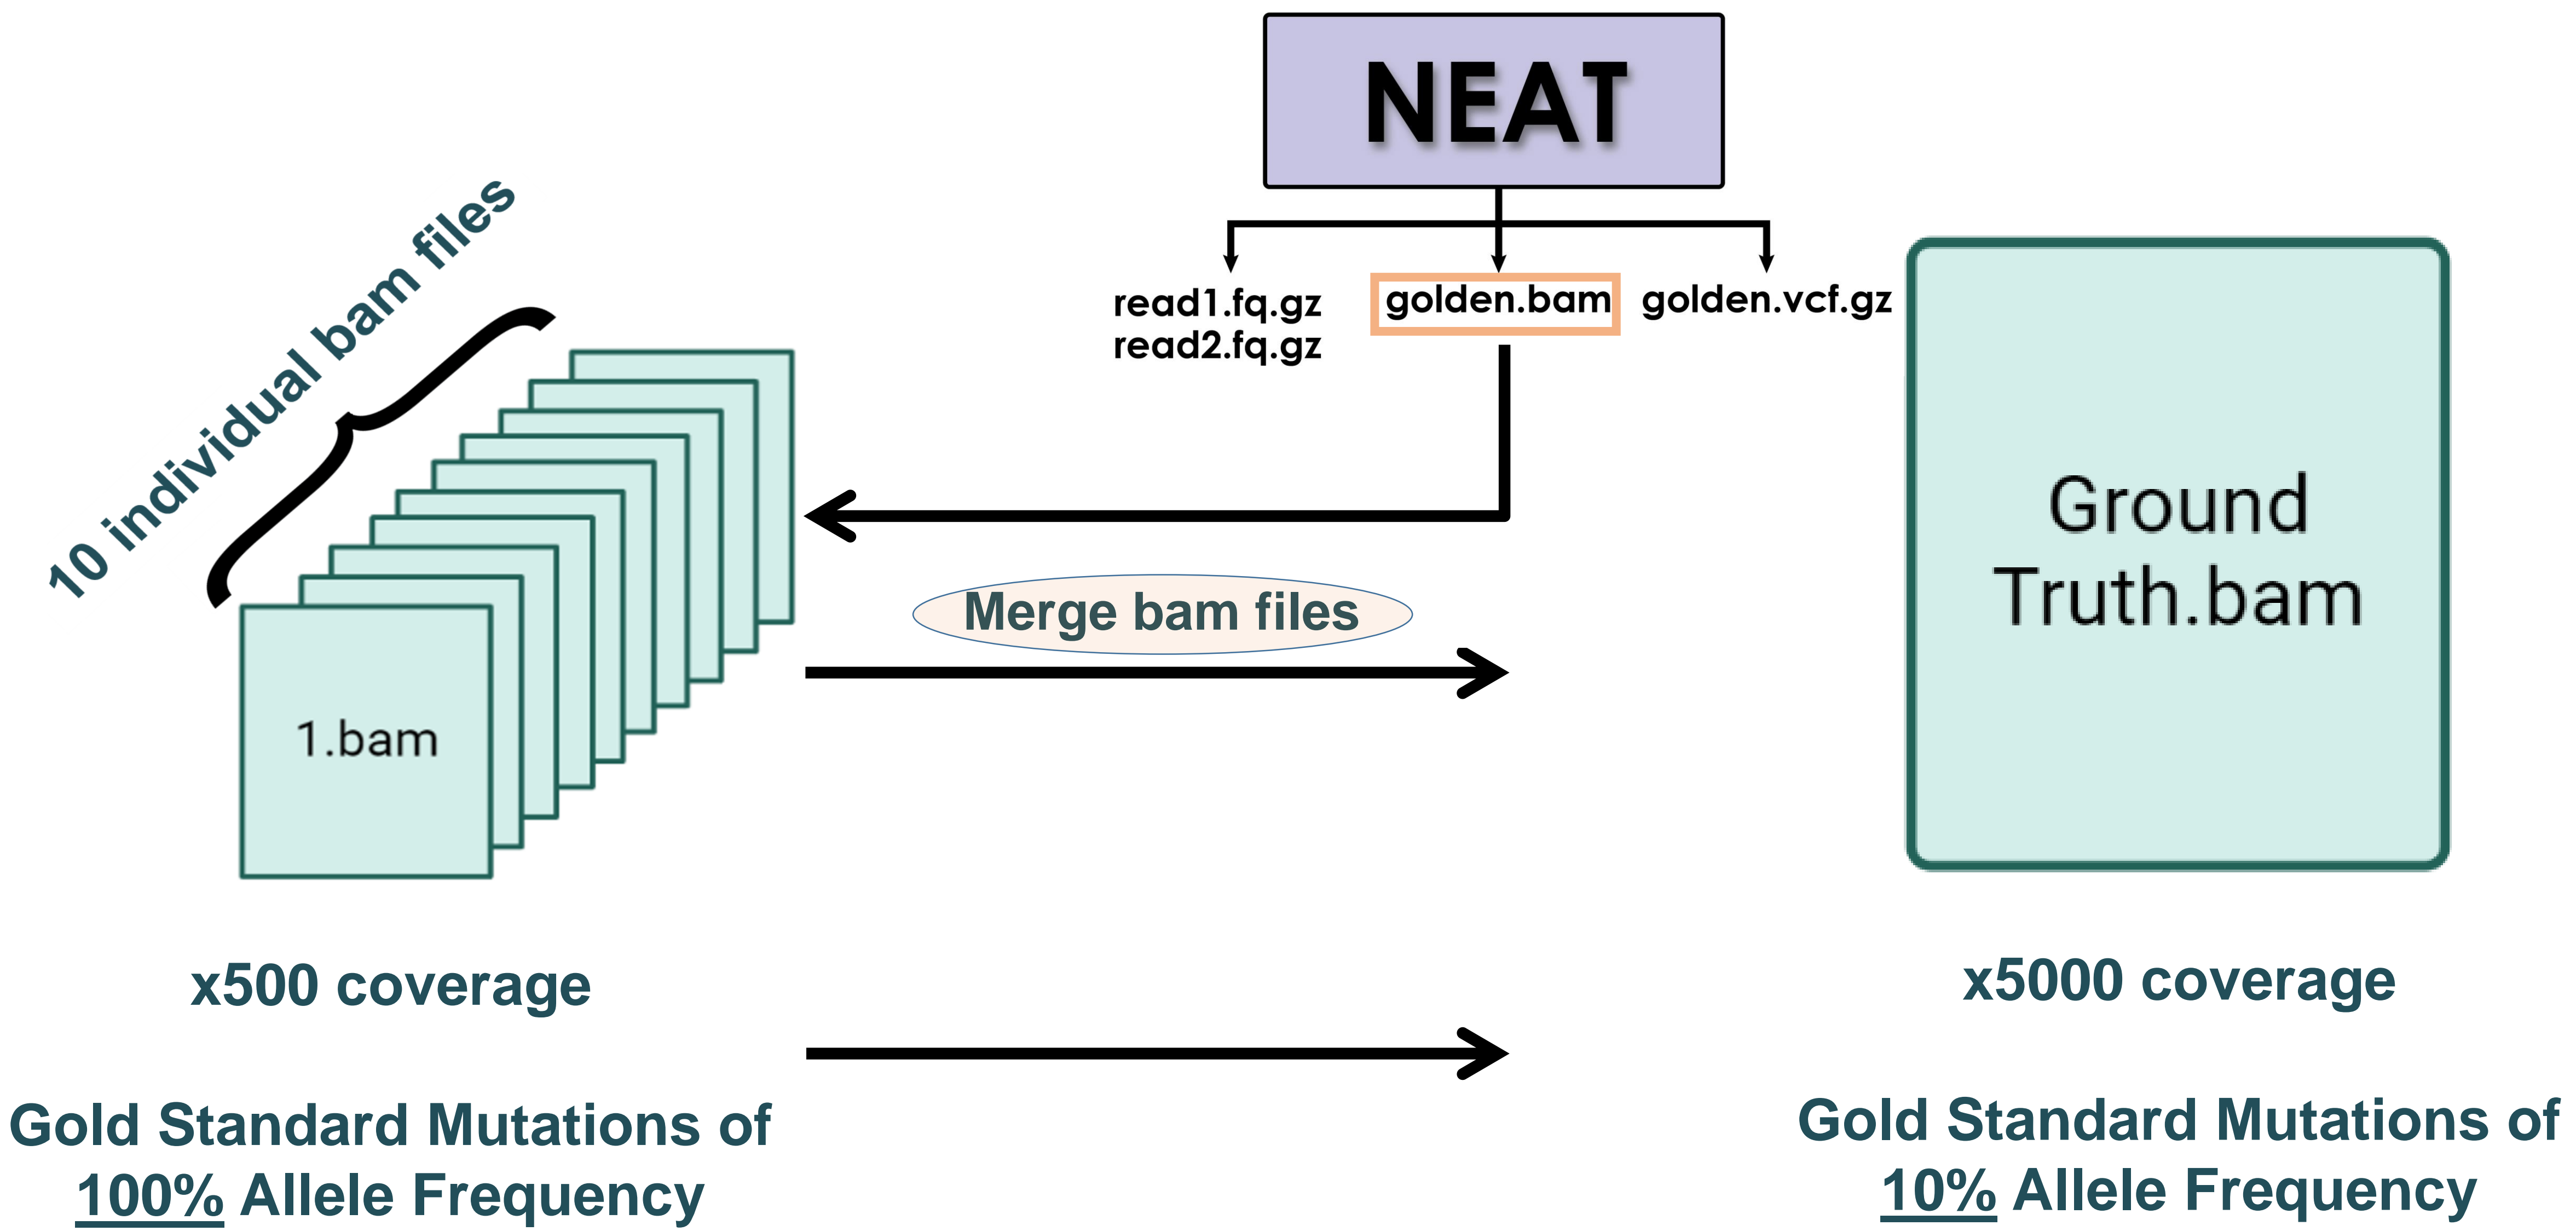 NEAT
read1.fq.gz
read2.fq.gz
golden.bam
golden.vcf.gz
10 individual bam files
1.bam
Merge bam files
Ground
Truth.bam
x500 coverage
x5000 coverage
Gold Standard Mutations of
100% Allele Frequency
Gold Standard Mutations of
10% Allele Frequency